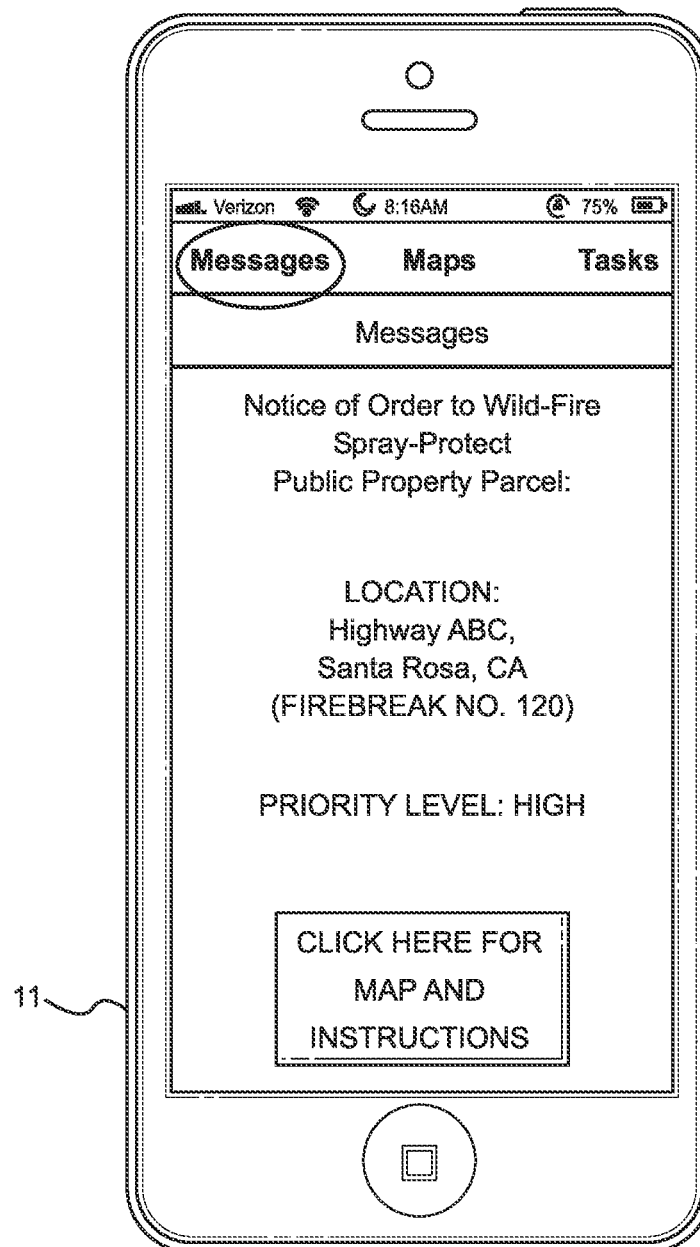 Verizon 8:16AM 75%
Messages Maps Tasks
Messages
Notice of Order to Wild-Fire
Spray-Protect
Public Property Parcel:
LOCATION:
Highway ABC,
Santa Rosa, CA
(FIREBREAK NO. 120)
PRIORITY LEVEL: HIGH
CLICK HERE FOR
MAP AND
INSTRUCTIONS
11